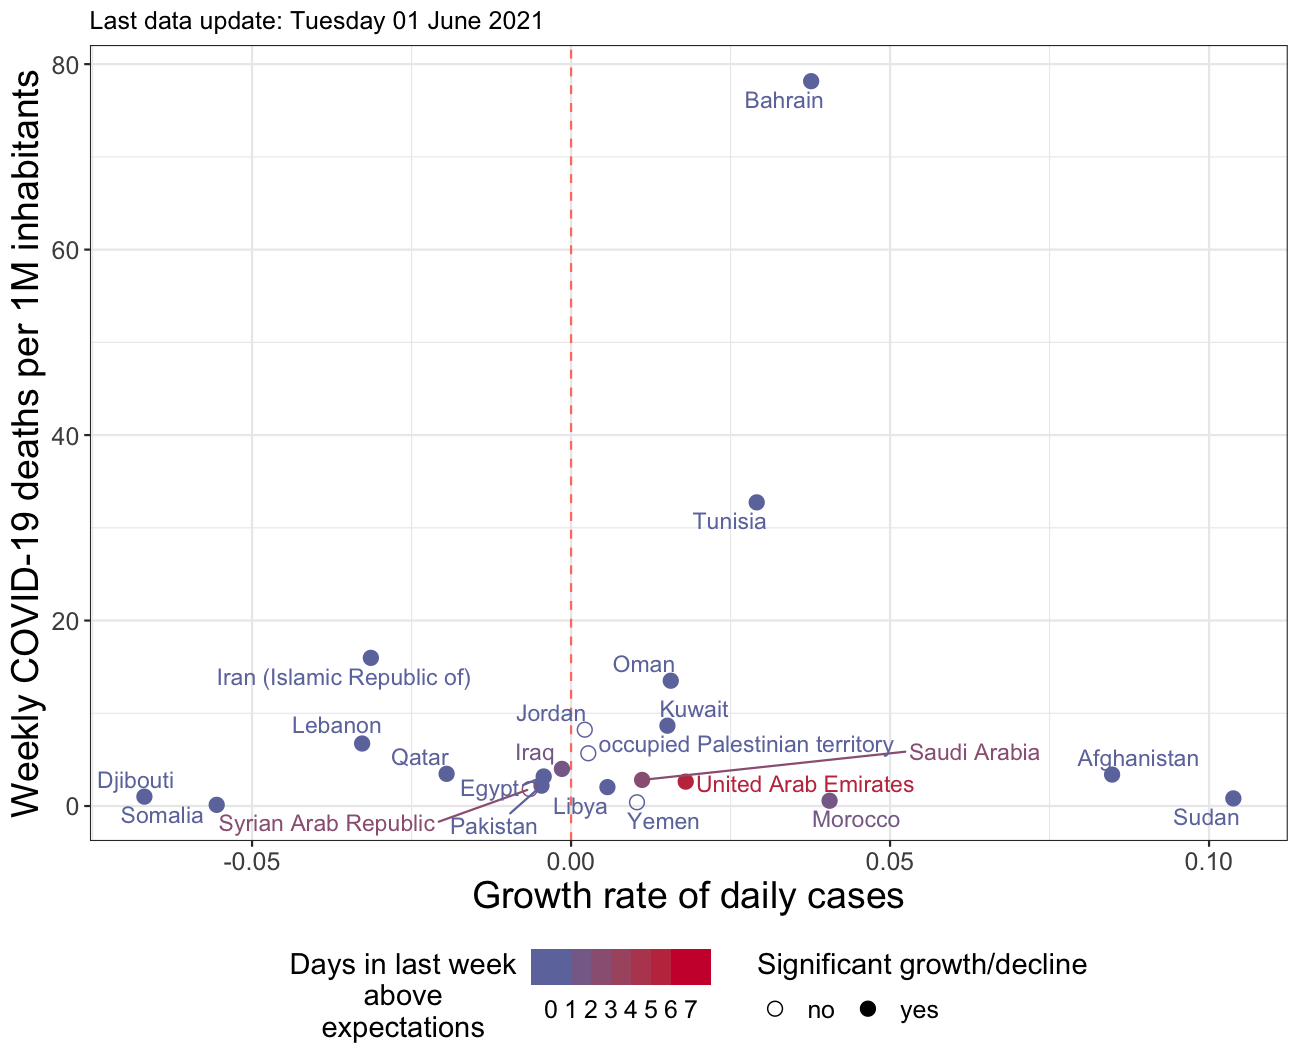 Last data update: Tuesday 01 June 2021
Weekly COVID-19 deaths per 1M inhabitants
80
60
40
20
0
Bahrain
Tunisia
Iran (Islamic Republic of)
Oman
Lebanon
Jordan
Kuwait
Qatar
Iraq
occupied Palestinian territory
Saudi Arabia
Afghanistan
Djibouti
Egypt
United Arab Emirates
Somalia
Syrian Arab Republic
Pakistan
Libya
Yemen
Morocco
Sudan
-0.05
0.00
0.05
0.10
Growth rate of daily cases
Days in last week
above
expectations
0 1 2 3 4 5 6 7
Significant growth/decline
no
yes